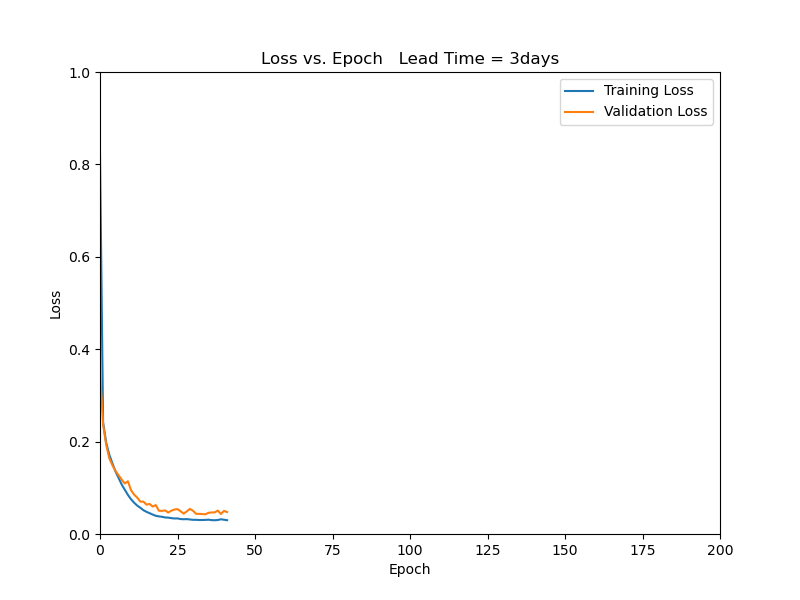 Loss vs. Epoch   Lead Time = 3days
Training Loss
Validation Loss
1.0
0.8
0.6
0.4
0.2
0.0
Loss
0 25 50 75 100 125 150 175 200
Epoch